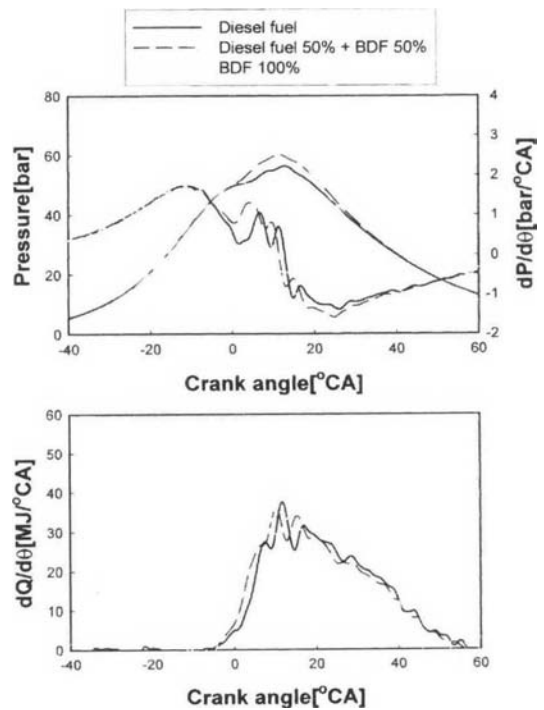 Diesel fuel
Diesel fuel 50% + BDF 50%
BDF 100%
80
60
40
20
0
Pressure[bar]
4
3
2
1
0
-1
-2
dP/dθ[bar/°CA]
-40 -20 0 20 40 60
Crank angle[°CA]
60
50
40
30
20
10
0
dQ/dθ[MJ/°CA]
-40 -20 0 20 40 60
Crank angle[°CA]